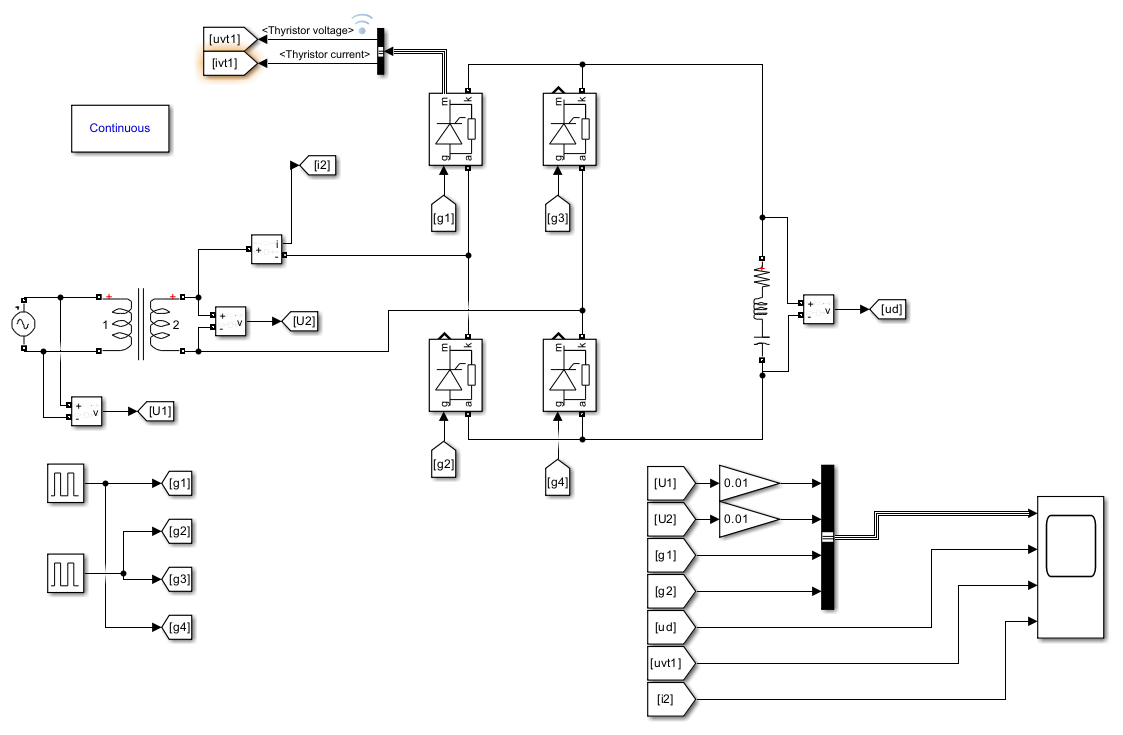 <Thyristor voltage>
[uvt1]
<Thyristor current>
[ivt1]
m
k
g
a
m
k
g
a
Continuous
[i2]
[g1]
[g3]
+
i
-
+
+
1
2
+
-
v
[U2]
+
-
v
[ud]
+
m
k
g
a
m
k
g
a
+
-
v
[U1]
[g2]
[g4]
[g1]
[g2]
[g3]
[g4]
[U1]
0.01
[U2]
0.01
[g1]
[g2]
[ud]
[uvt1]
[i2]